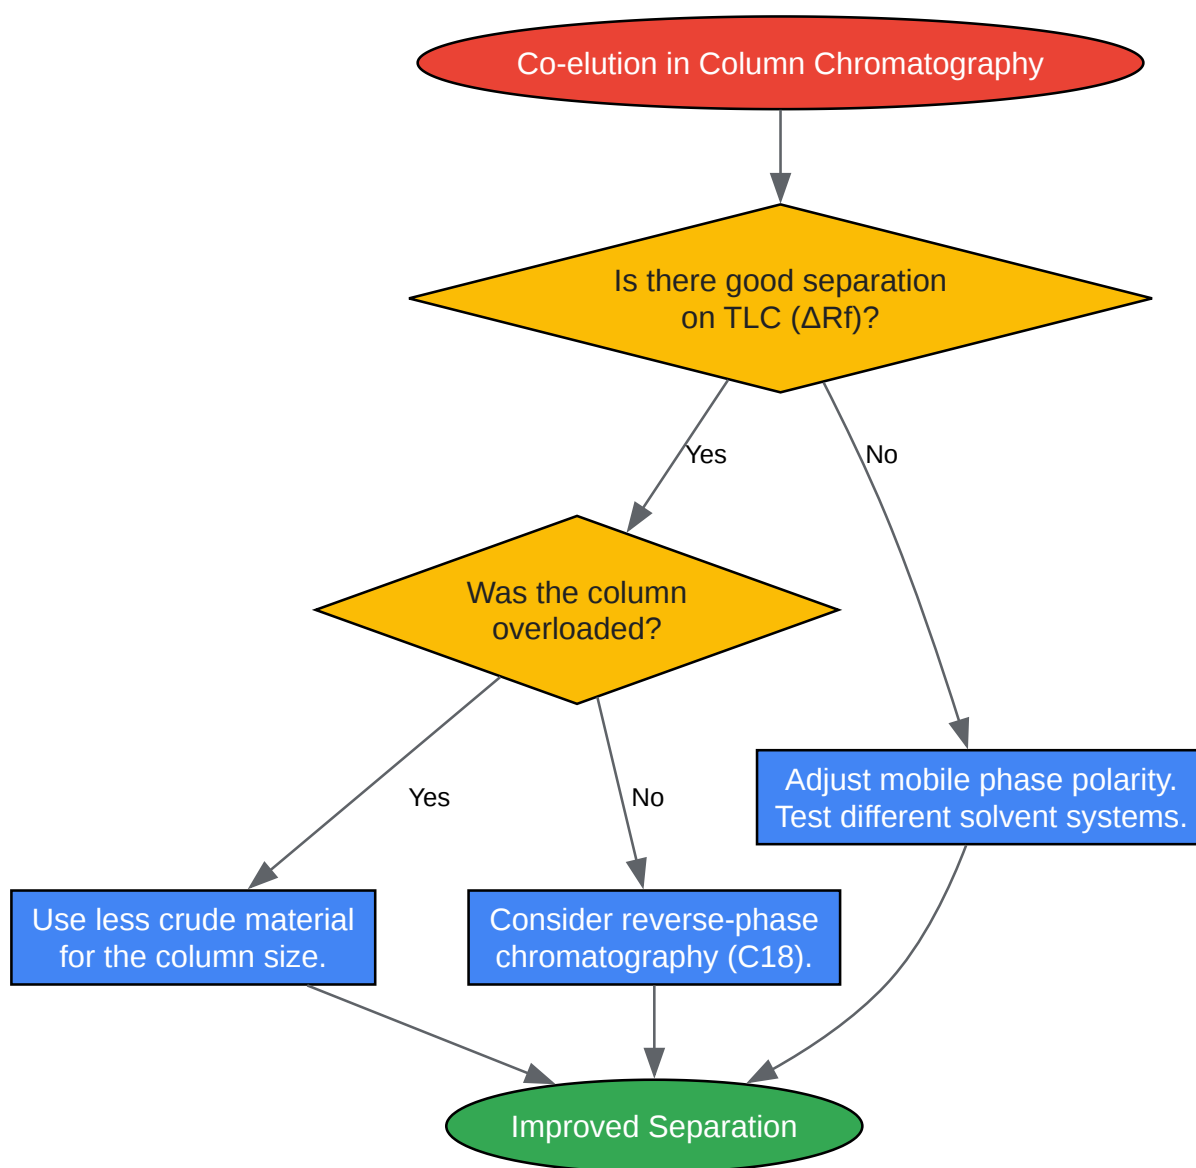 Co-elution in Column Chromatography
Is there good separation
on TLC (ΔRf)?
Yes
No
Was the column
overloaded?
Yes
No
Adjust mobile phase polarity.
Test different solvent systems.
Use less crude material
for the column size.
Consider reverse-phase
chromatography (C18).
Improved Separation